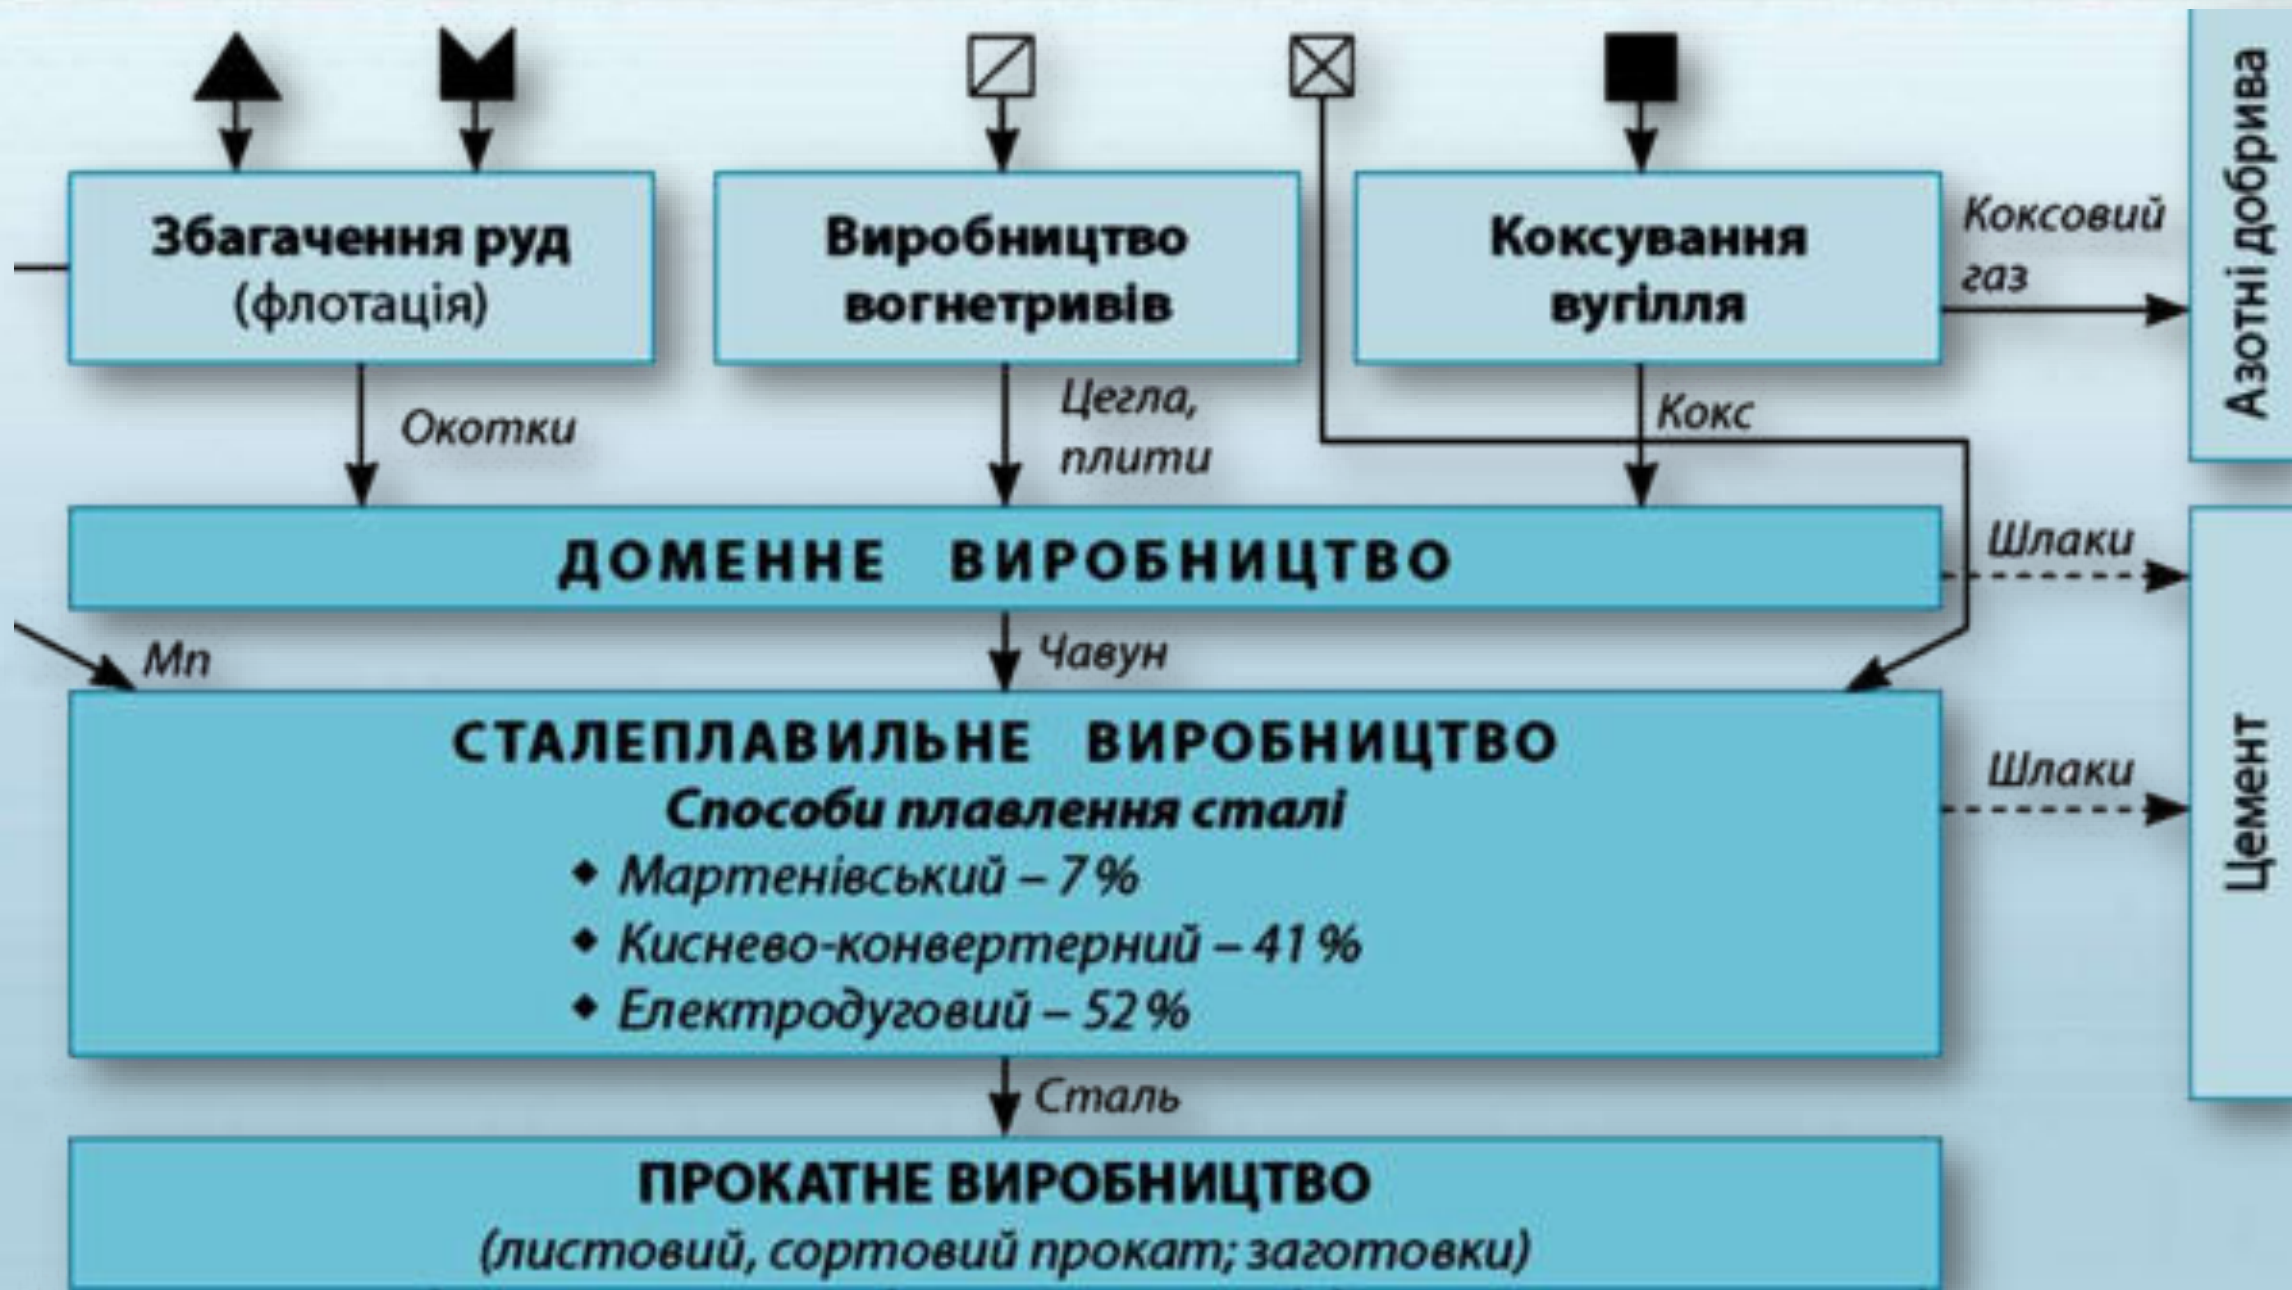 Збагачення руд
(флотація)
Виробництво
вогнетривів
Коксування
вугілля
Коксовий
газ
Азотні добрива
Окотки
Цегла,
плити
Кокс
ДОМЕННЕ ВИРОБНИЦТВО
Шлаки
Мп
Чавун
СТАЛЕПЛАВИЛЬНЕ ВИРОБНИЦТВО
Способи плавлення сталі
◆ Мартенівський – 7 %
◆ Киснево-конвертерний – 41 %
◆ Електродуговий – 52 %
Шлаки
Цемент
Сталь
ПРОКАТНЕ ВИРОБНИЦТВО
(листовий, сортовий прокат; заготовки)